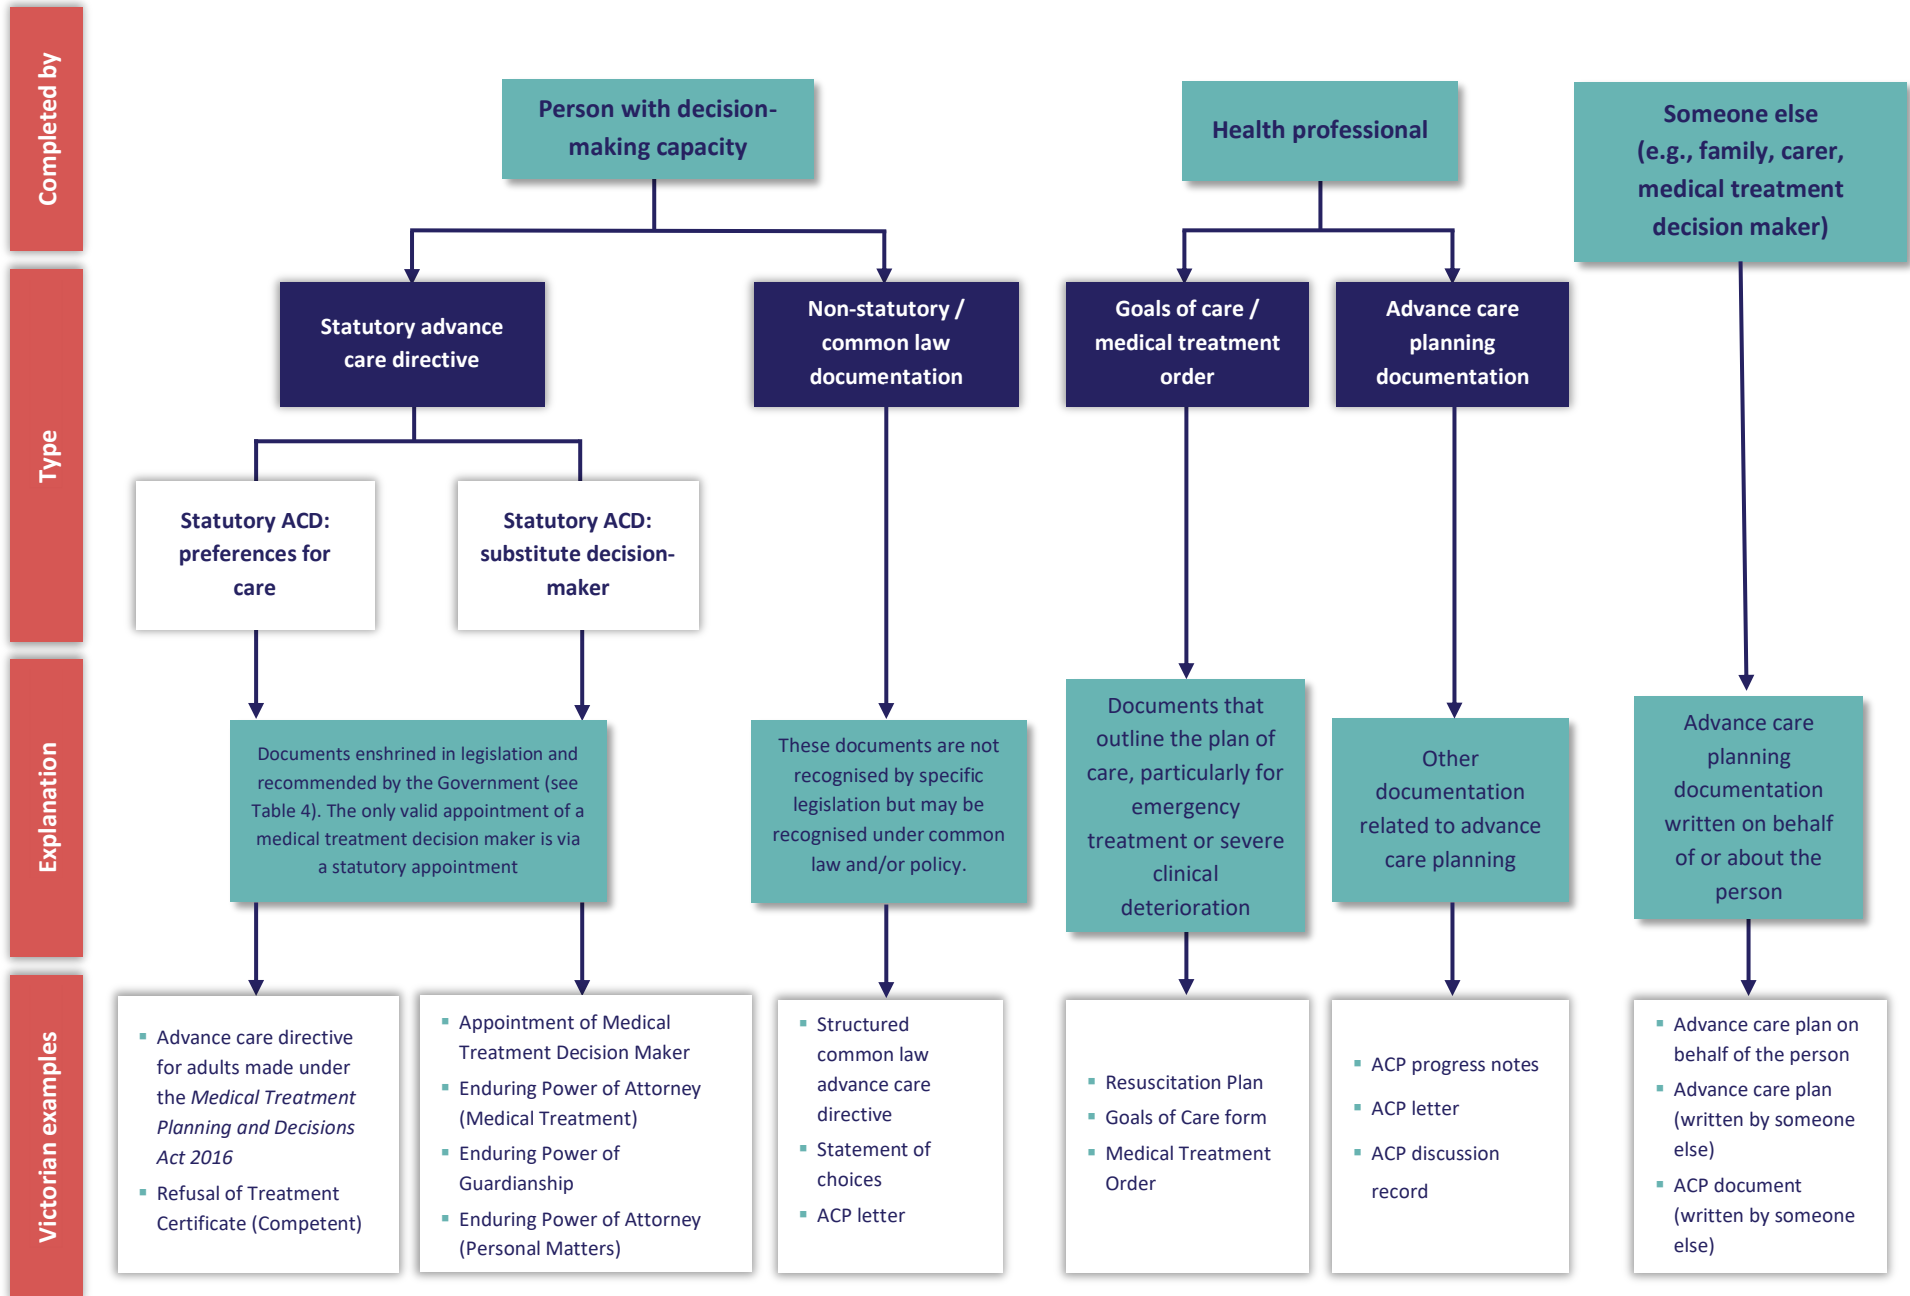 Completed by
Person with decision-
making capacity
Health professional
Someone else
(e.g., family, carer,
medical treatment
decision maker)
Type
Statutory advance
care directive
Non-statutory /
common law
documentation
Goals of care /
medical treatment
order
Advance care
planning
documentation
Statutory ACD:
preferences for
care
Statutory ACD:
substitute decision-
maker
Explanation
Documents enshrined in legislation and
recommended by the Government (see
Table 4). The only valid appointment of a
medical treatment decision maker is via
a statutory appointment
These documents are not
recognised by specific
legislation but may be
recognised under common
law and/or policy.
Documents that
outline the plan of
care, particularly for
emergency
treatment or severe
clinical
deterioration
Other
documentation
related to advance
care planning
Advance care
planning
documentation
written on behalf
of or about the
person
Victorian examples
▪ Advance care directive
for adults made under
the Medical Treatment
Planning and Decisions
Act 2016
▪ Refusal of Treatment
Certificate (Competent)
▪ Appointment of Medical
Treatment Decision Maker
▪ Enduring Power of Attorney
(Medical Treatment)
▪ Enduring Power of
Guardianship
▪ Enduring Power of Attorney
(Personal Matters)
▪ Structured
common law
advance care
directive
▪ Statement of
choices
▪ ACP letter
▪ Resuscitation Plan
▪ Goals of Care form
▪ Medical Treatment
Order
▪ ACP progress notes
▪ ACP letter
▪ ACP discussion
record
▪ Advance care plan on
behalf of the person
▪ Advance care plan
(written by someone
else)
▪ ACP document
(written by someone
else)